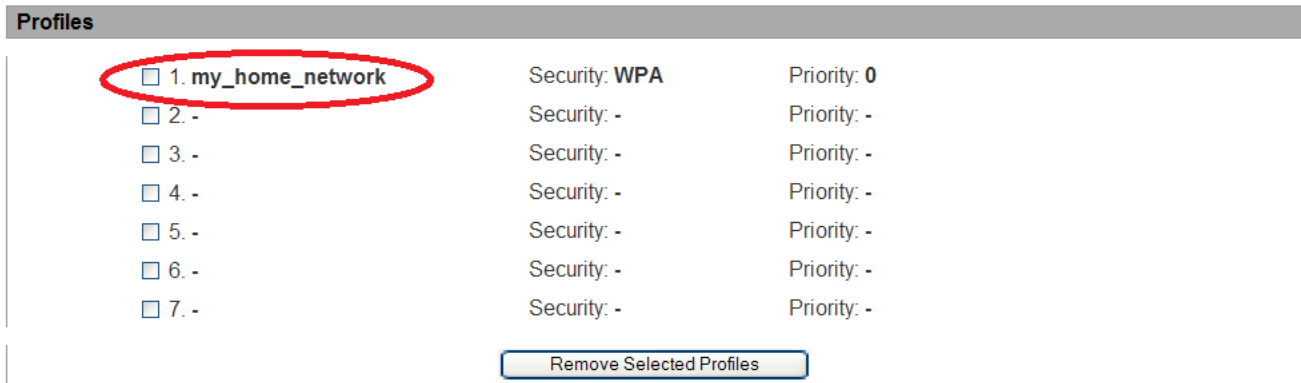 Profiles
1. my_home_network Security: WPA Priority: 0
2. - Security: - Priority: -
3. - Security: - Priority: -
4. - Security: - Priority: -
5. - Security: - Priority: -
6. - Security: - Priority: -
7. - Security: - Priority: -
Remove Selected Profiles